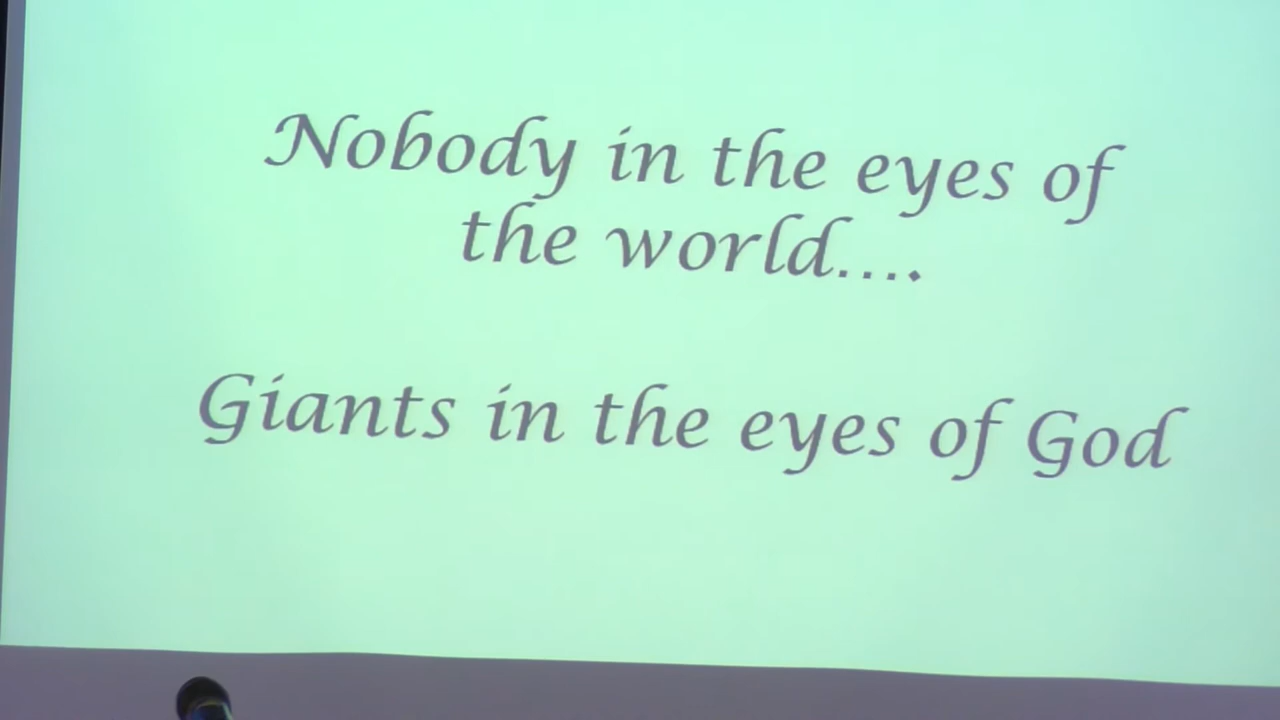 Nobody in the eyes of
the world....
Giants in the eyes of God